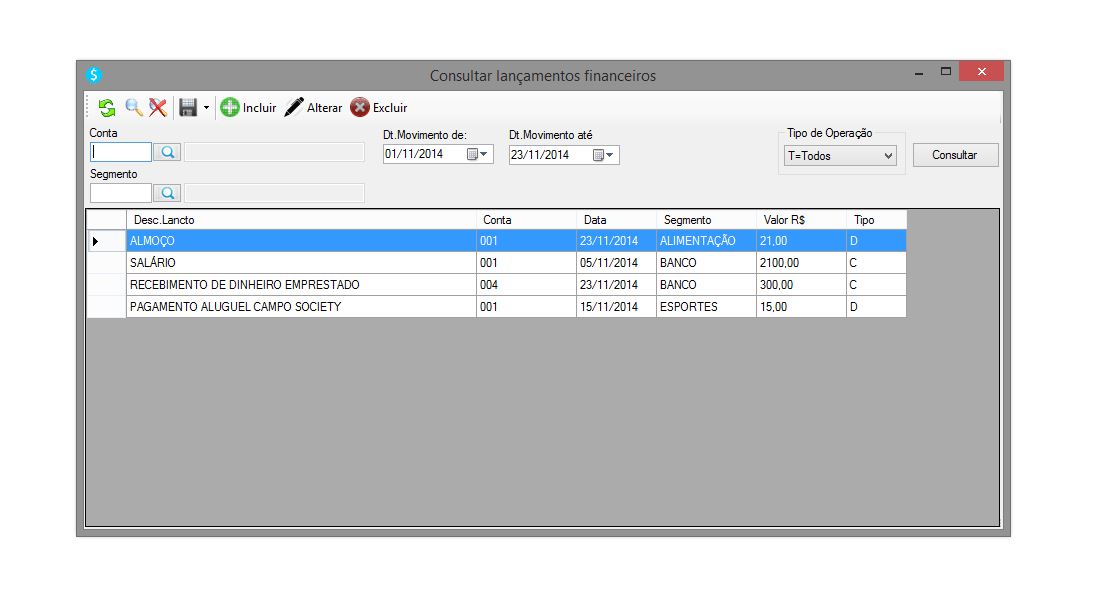 Consultar lançamentos financeiros
Incluir Alterar Excluir
Conta Dt.Movimento de: Dt.Movimento até Tipo de Operação
01/11/2014 23/11/2014 T=Todos Consultar
Segmento
Desc.Lancto Conta Data Segmento Valor R$ Tipo
ALMOÇO 001 23/11/2014 ALIMENTAÇÃO 21,00 D
SALÁRIO 001 05/11/2014 BANCO 2100,00 C
RECEBIMENTO DE DINHEIRO EMPRESTADO 004 23/11/2014 BANCO 300,00 C
PAGAMENTO ALUGUEL CAMPO SOCIETY 001 15/11/2014 ESPORTES 15,00 D